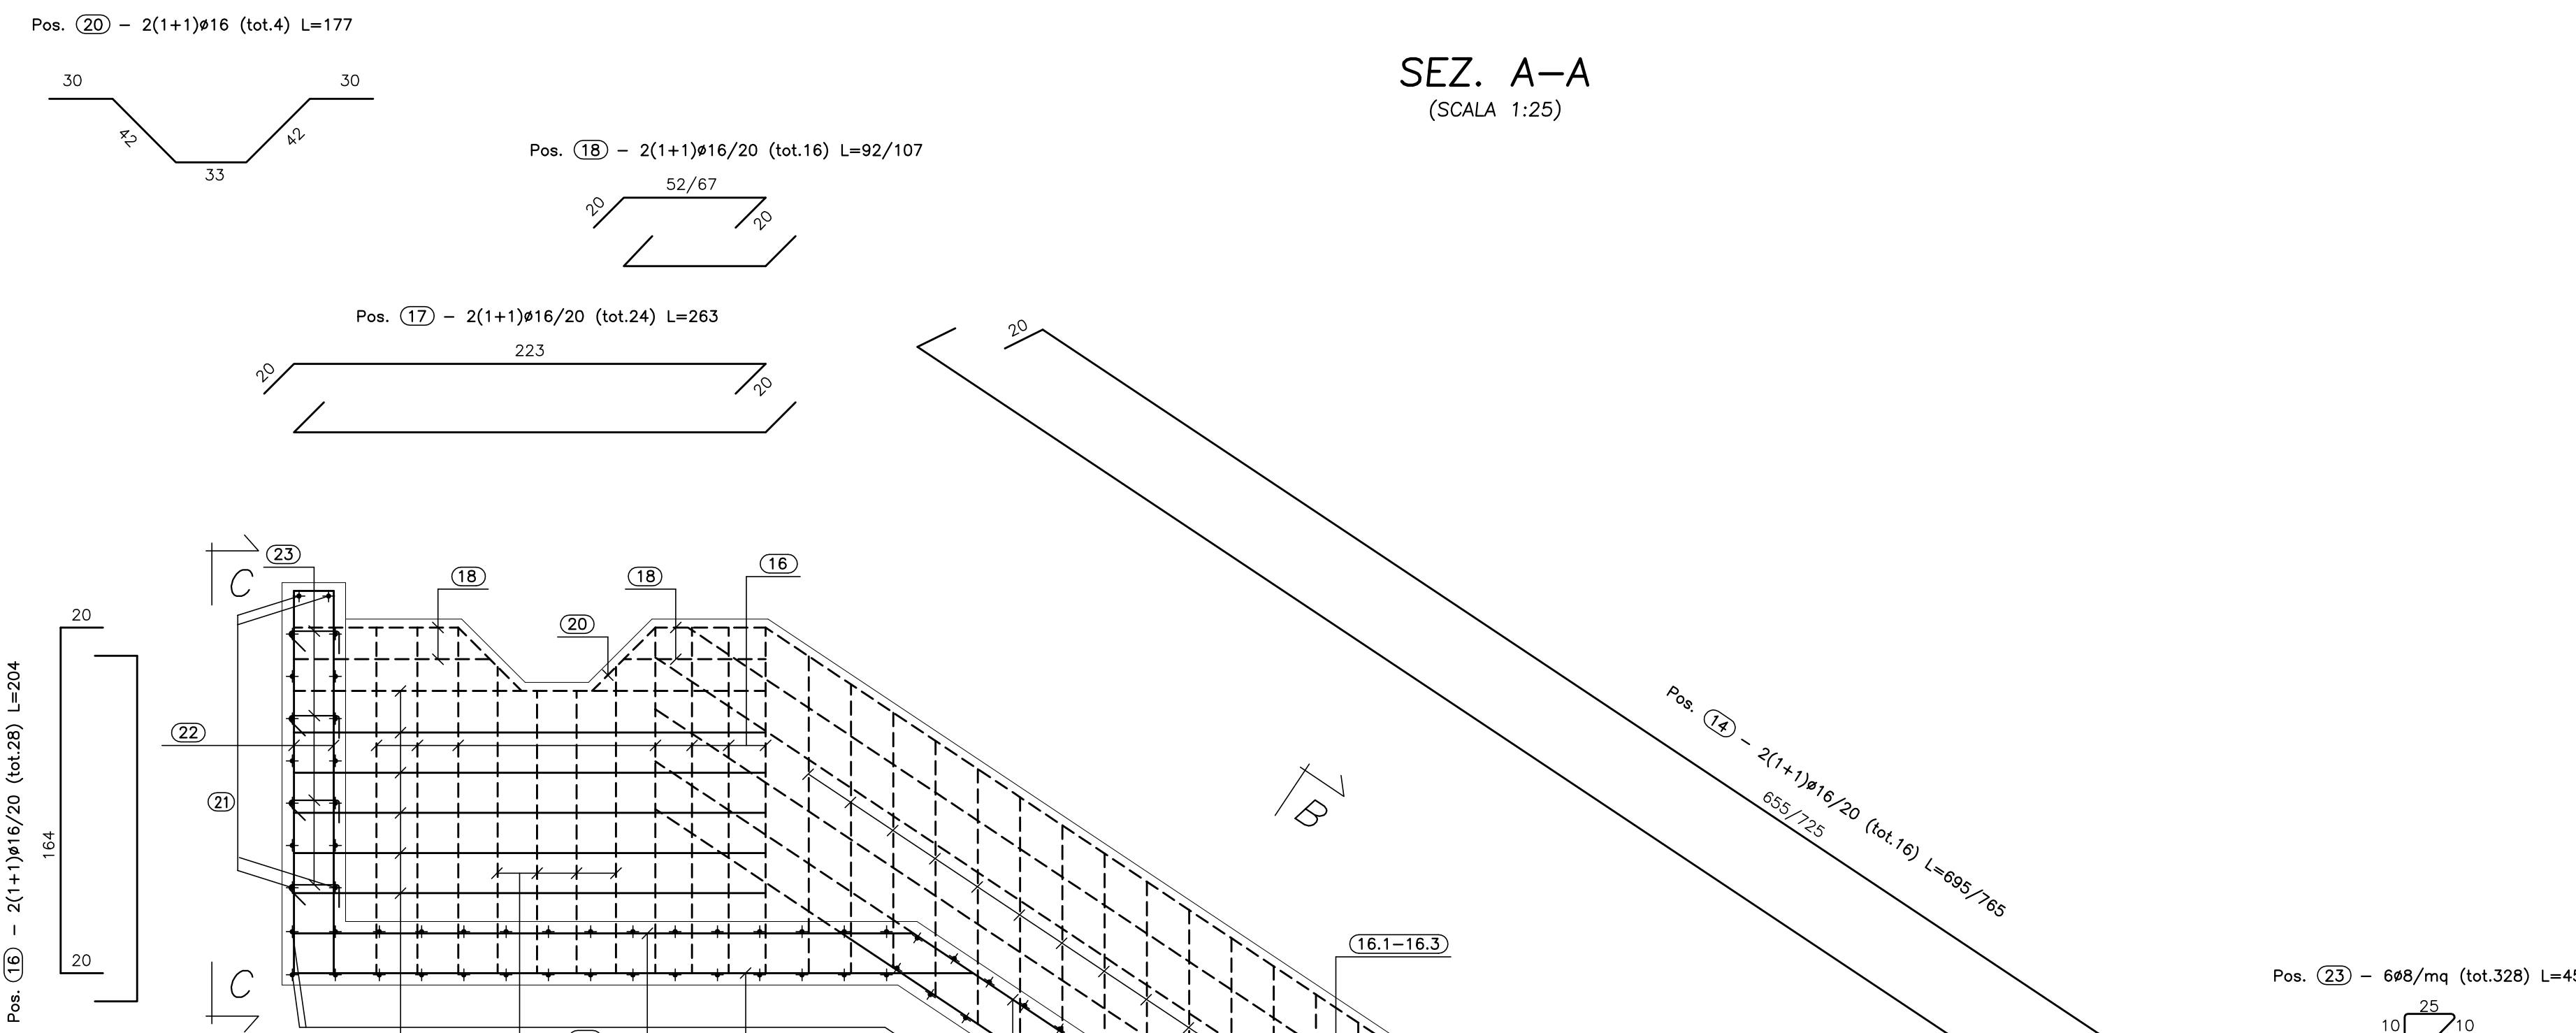 Pos. 20 – 2(1+1)ø16 (tot.4) L=177
30
30
42
42
33
SEZ. A–A
(SCALA 1:25)
Pos. 18 – 2(1+1)ø16/20 (tot.16) L=92/107
52/67
20
20
Pos. 17 – 2(1+1)ø16/20 (tot.24) L=263
223
20
20
20
23
C
18
18
16
20
20
22
21
164
Pos. 16 – 2(1+1)ø16/20 (tot.28) L=204
20
C
B
Pos. 14 – 2(1+1)ø16/20 (tot.16) L=695/765
655/725
16.1–16.3
Pos. 23 – 6ø8/mq (tot.328) L=45
25
10
10